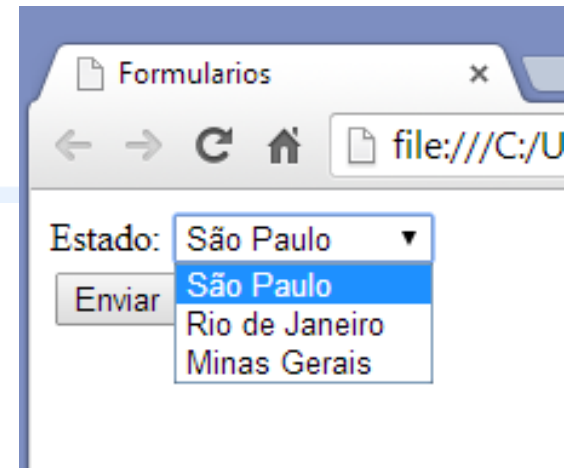 Formularios
file:///C:/U
Estado: São Paulo
Enviar
São Paulo
Rio de Janeiro
Minas Gerais